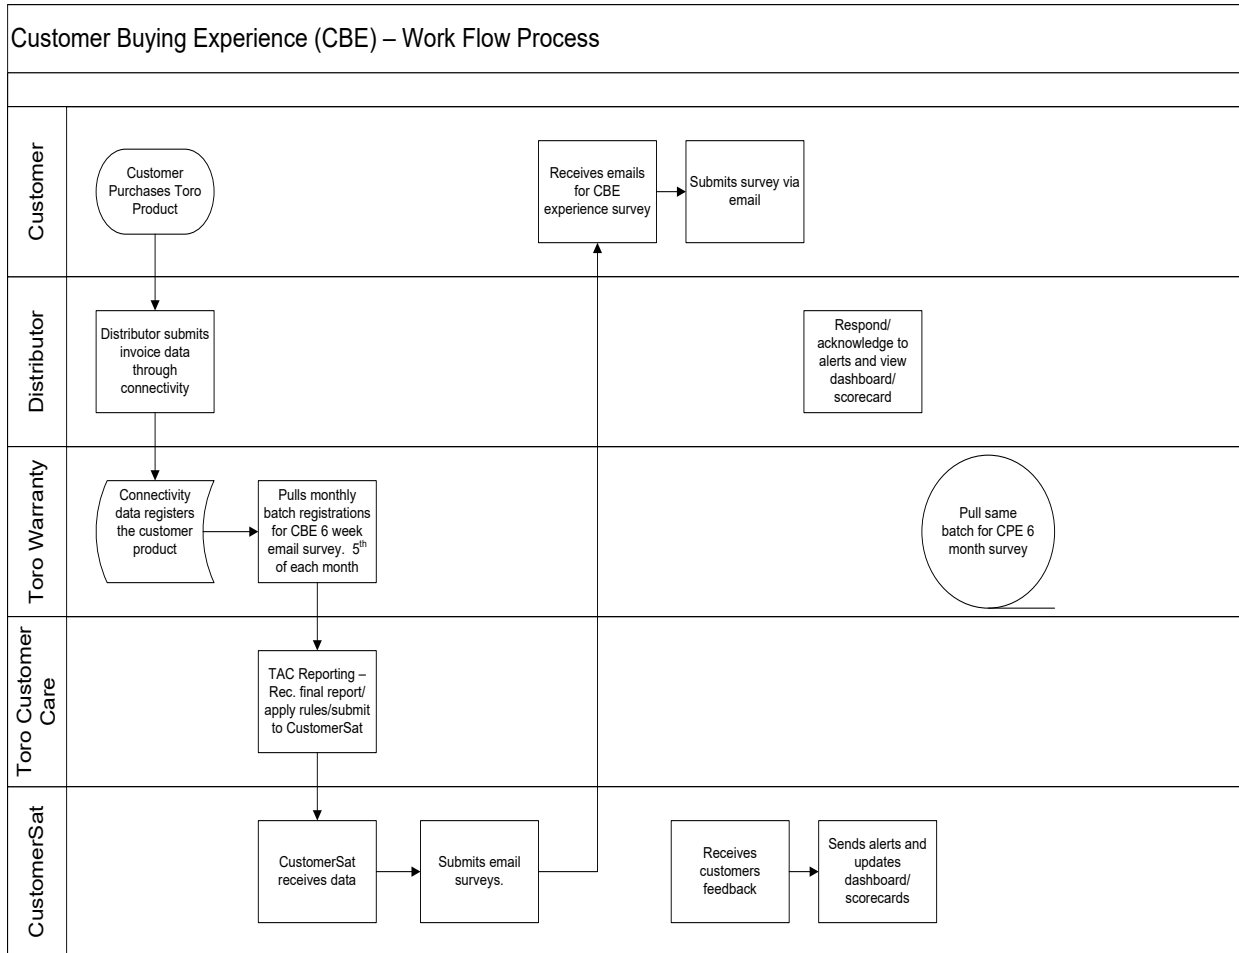 Customer Buying Experience (CBE) – Work Flow Process
Customer
Customer
Purchases Toro
Product
Receives emails
for CBE
experience survey
Submits survey via
email
Distributor
Distributor submits
invoice data
through
connectivity
Respond/
acknowledge to
alerts and view
dashboard/
scorecard
Toro Warranty
Connectivity
data registers
the customer
product
Pulls monthly
batch registrations
for CBE 6 week
email survey.  5th
of each month
Pull same
batch for CPE 6
month survey
Toro Customer
Care
TAC Reporting –
Rec. final report/
apply rules/submit
to CustomerSat
CustomerSat
CustomerSat
receives data
Submits email
surveys.
Receives
customers
feedback
Sends alerts and
updates
dashboard/
scorecards